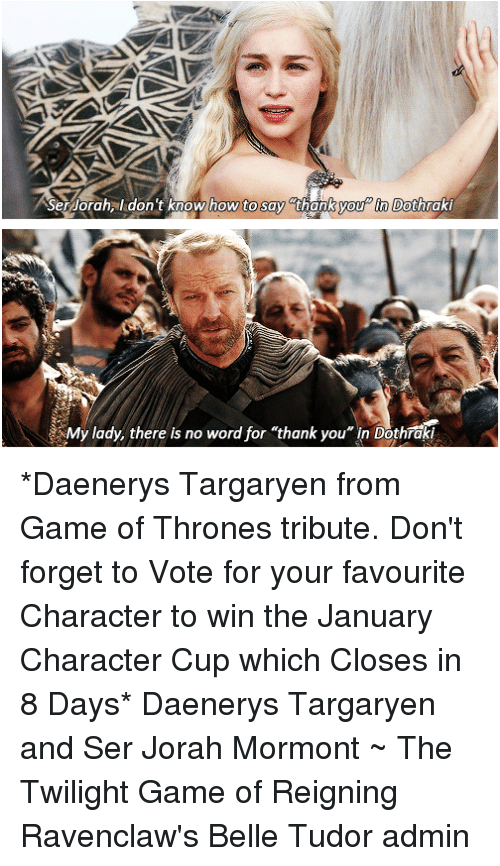 Ser Jorah, I don't know how to say "thank you" in Dothraki
My lady, there is no word for "thank you" in Dothraki
*Daenerys Targaryen from
Game of Thrones tribute. Don't
forget to Vote for your favourite
Character to win the January
Character Cup which Closes in
8 Days* Daenerys Targaryen
and Ser Jorah Mormont ~ The
Twilight Game of Reigning
Ravenclaw's Belle Tudor admin